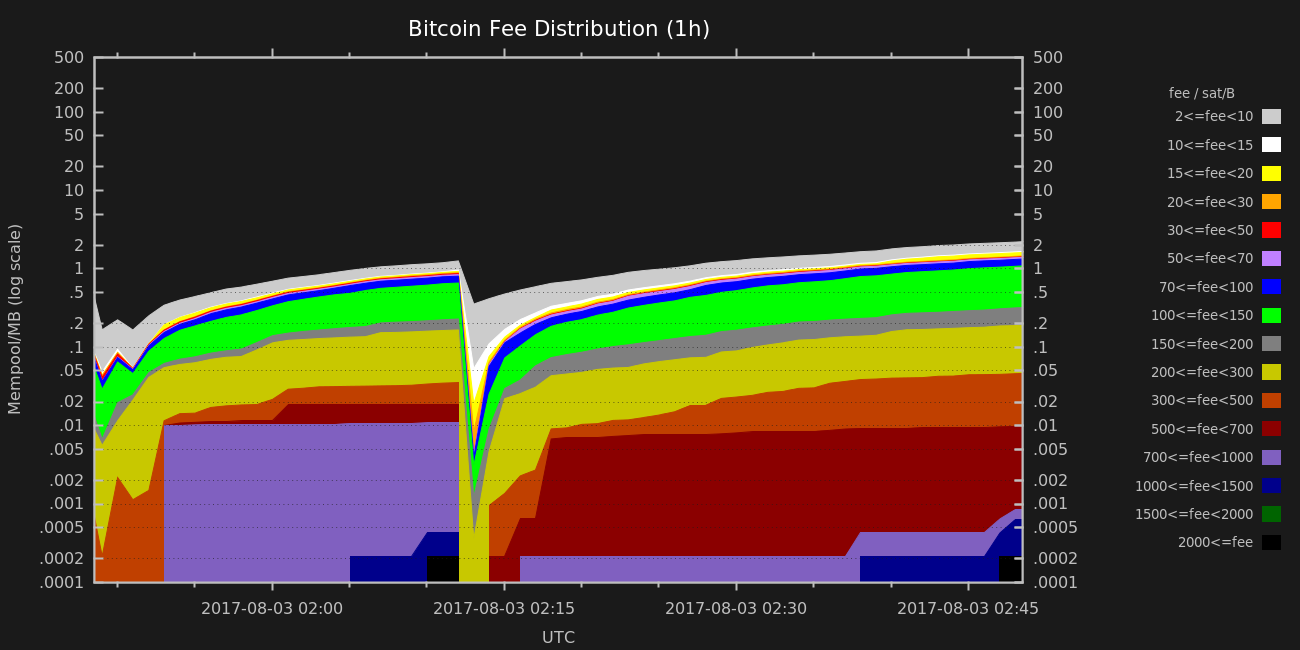 Bitcoin Fee Distribution (1h)
500 500
200 200
100 100
50 50
20 20
10 10
5 5
2 2
1 1
.5 .5
.2 .2
.1 .1
.05 .05
.02 .02
.01 .01
.005 .005
.002 .002
.001 .001
.0005 .0005
.0002 .0002
.0001 .0001
Mempool/MB (log scale)
2017-08-03 02:00 2017-08-03 02:15 2017-08-03 02:30 2017-08-03 02:45
UTC
fee / sat/B
2<=fee<10
10<=fee<15
15<=fee<20
20<=fee<30
30<=fee<50
50<=fee<70
70<=fee<100
100<=fee<150
150<=fee<200
200<=fee<300
300<=fee<500
500<=fee<700
700<=fee<1000
1000<=fee<1500
1500<=fee<2000
2000<=fee